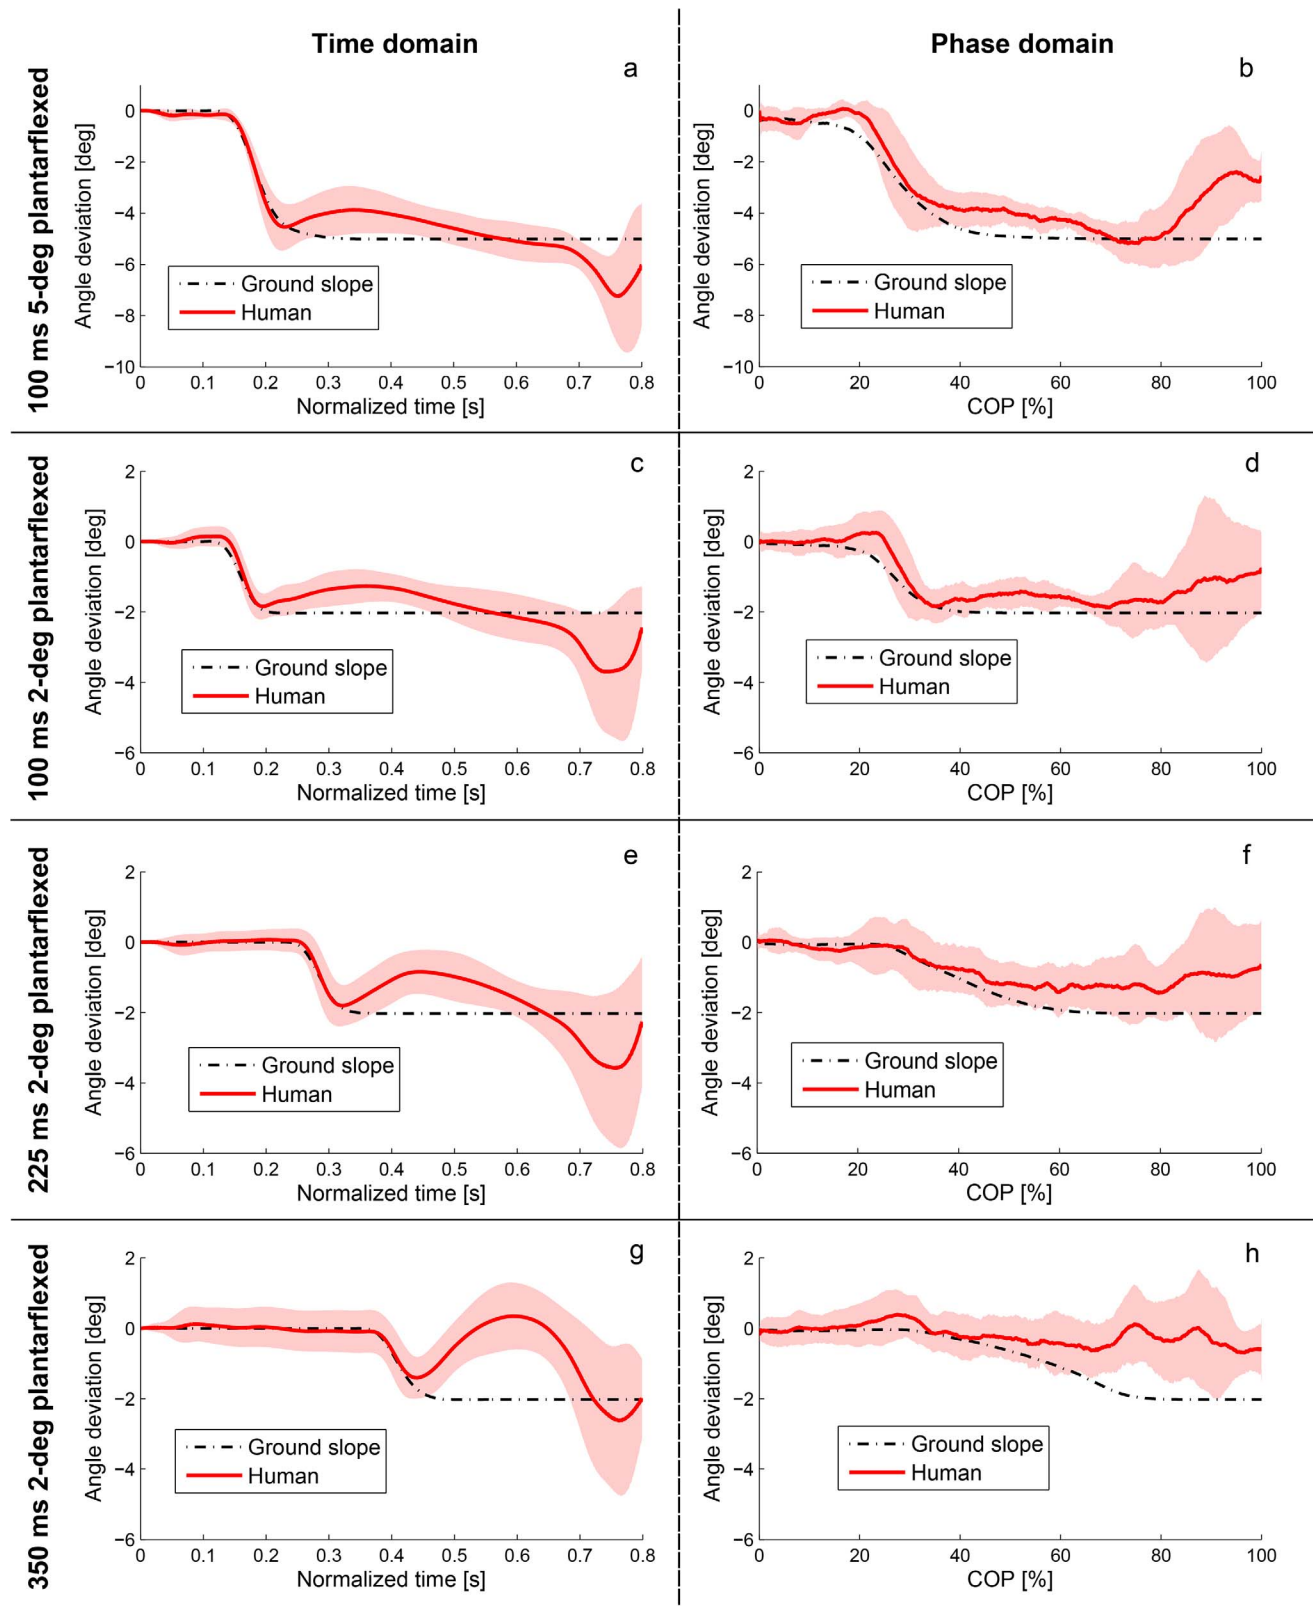 Time domain
Phase domain
100 ms 5-deg plantarflexed
a
Angle deviation [deg]
0
−2
−4
−6
−8
−10
Ground slope
Human
0 0.1 0.2 0.3 0.4 0.5 0.6 0.7 0.8
Normalized time [s]
b
Angle deviation [deg]
0
−2
−4
−6
−8
−10
Ground slope
Human
0 20 40 60 80 100
COP [%]
100 ms 2-deg plantarflexed
c
Angle deviation [deg]
2
0
−2
−4
−6
Ground slope
Human
0 0.1 0.2 0.3 0.4 0.5 0.6 0.7 0.8
Normalized time [s]
d
Angle deviation [deg]
2
0
−2
−4
−6
Ground slope
Human
0 20 40 60 80 100
COP [%]
225 ms 2-deg plantarflexed
e
Angle deviation [deg]
2
0
−2
−4
−6
Ground slope
Human
0 0.1 0.2 0.3 0.4 0.5 0.6 0.7 0.8
Normalized time [s]
f
Angle deviation [deg]
2
0
−2
−4
−6
Ground slope
Human
0 20 40 60 80 100
COP [%]
350 ms 2-deg plantarflexed
g
Angle deviation [deg]
2
0
−2
−4
−6
Ground slope
Human
0 0.1 0.2 0.3 0.4 0.5 0.6 0.7 0.8
Normalized time [s]
h
Angle deviation [deg]
2
0
−2
−4
−6
Ground slope
Human
0 20 40 60 80 100
COP [%]